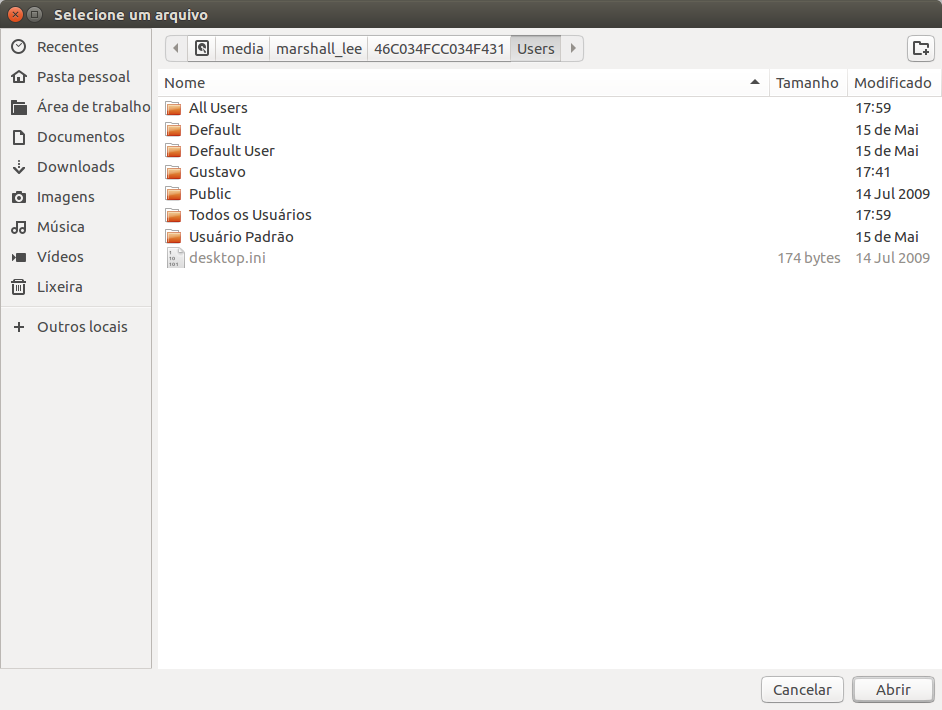 Selecione um arquivo
Recentes
Pasta pessoal
Área de trabalho
Documentos
Downloads
Imagens
Música
Vídeos
Lixeira
Outros locais
media marshall_lee 46C034FCC034F431 Users
Nome Tamanho Modificado
All Users 17:59
Default 15 de Mai
Default User 15 de Mai
Gustavo 17:41
Public 14 Jul 2009
Todos os Usuários 17:59
Usuário Padrão 15 de Mai
desktop.ini 174 bytes 14 Jul 2009
Cancelar Abrir